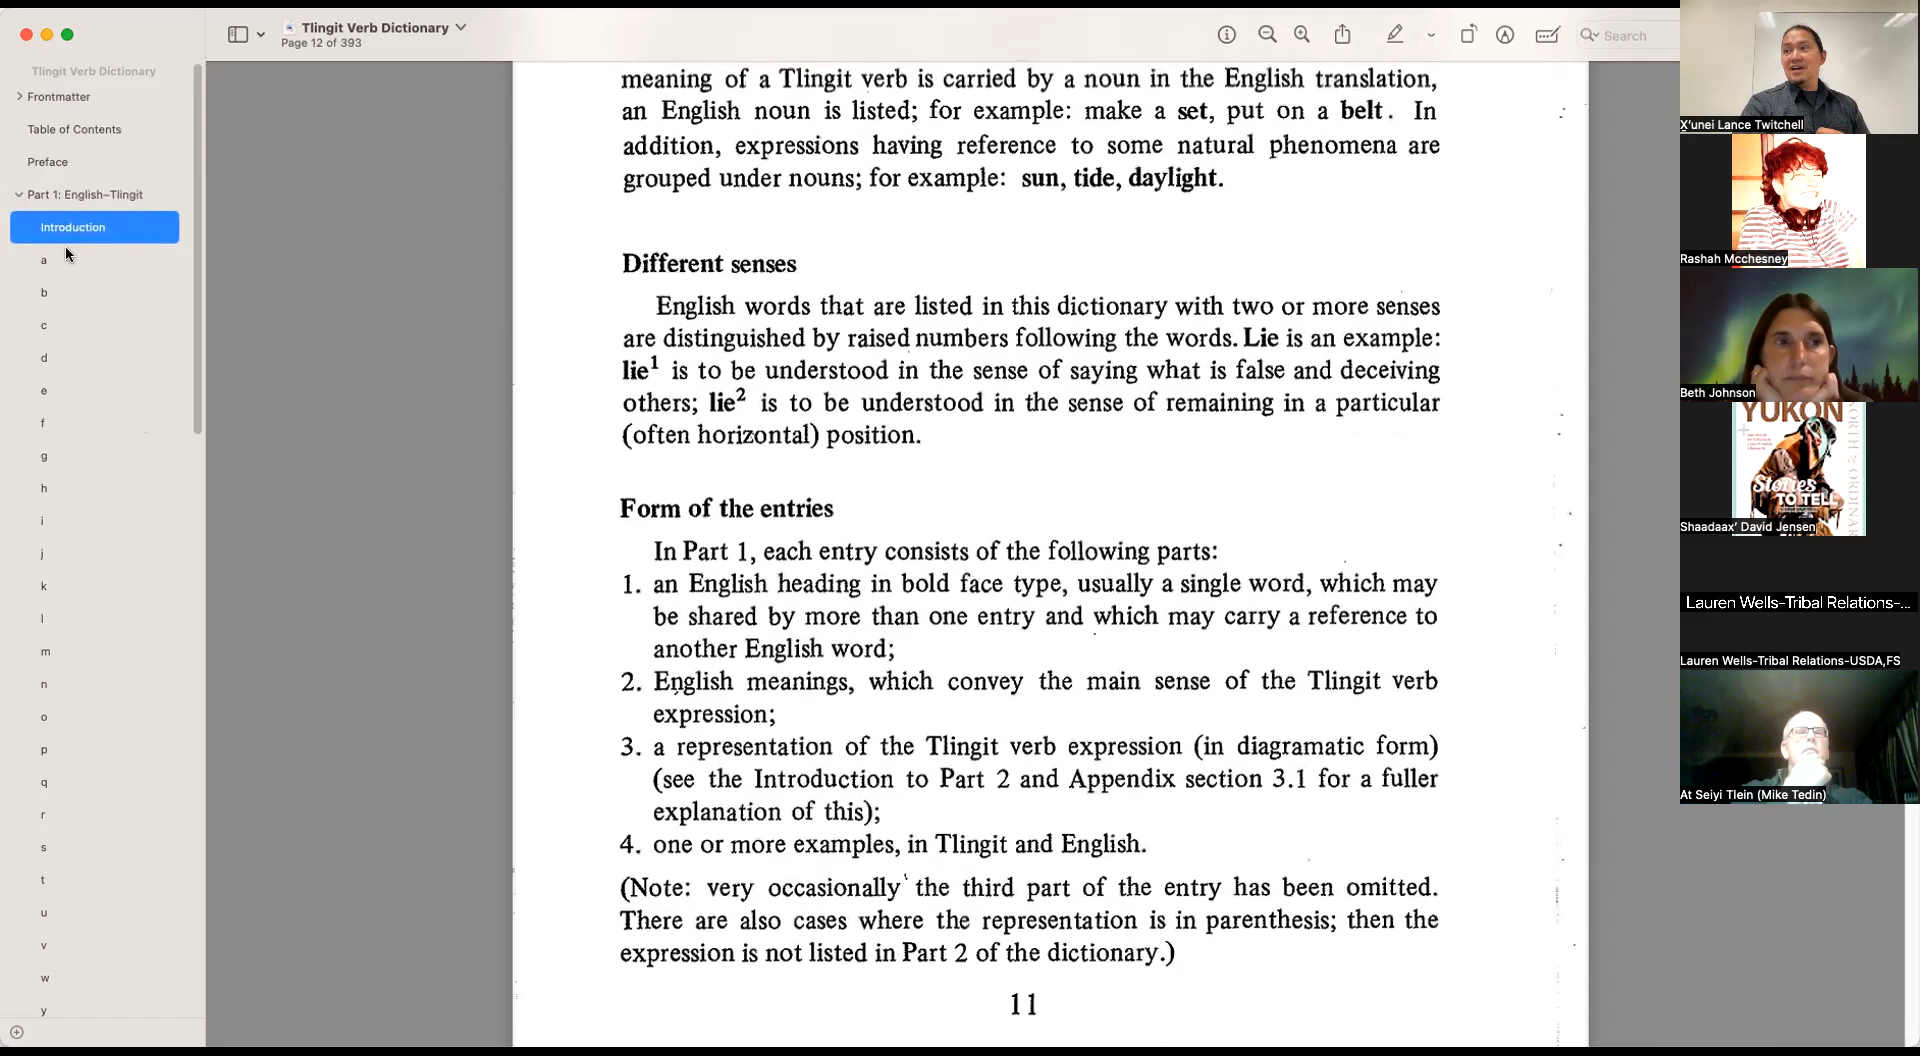 Tlingit Verb Dictionary
Page 12 of 393
Search
Tlingit Verb Dictionary
Frontmatter
Table of Contents
Preface
Part 1: English–Tlingit
Introduction
a
b
c
d
e
f
g
h
i
j
k
l
m
n
o
p
q
r
s
t
u
v
w
y
meaning of a Tlingit verb is carried by a noun in the English translation,
an English noun is listed; for example: make a set, put on a belt. In
addition, expressions having reference to some natural phenomena are
grouped under nouns; for example: sun, tide, daylight.
Different senses
English words that are listed in this dictionary with two or more senses
are distinguished by raised numbers following the words. Lie is an example:
lie¹ is to be understood in the sense of saying what is false and deceiving
others; lie² is to be understood in the sense of remaining in a particular
(often horizontal) position.
Form of the entries
In Part 1, each entry consists of the following parts:
1. an English heading in bold face type, usually a single word, which may
be shared by more than one entry and which may carry a reference to
another English word;
2. English meanings, which convey the main sense of the Tlingit verb
expression;
3. a representation of the Tlingit verb expression (in diagramatic form)
(see the Introduction to Part 2 and Appendix section 3.1 for a fuller
explanation of this);
4. one or more examples, in Tlingit and English.
(Note: very occasionally the third part of the entry has been omitted.
There are also cases where the representation is in parenthesis; then the
expression is not listed in Part 2 of the dictionary.)
11
X̱ʼunei Lance Twitchell
Rashah Mcchesney
Beth Johnson
YUKON
NORTH of ORDINAR
Stories
TO TELL
Shaadaaxʼ David Jensen
Lauren Wells-Tribal Relations-...
Lauren Wells-Tribal Relations-USDA,FS
At Seiyi Tlein (Mike Tedin)